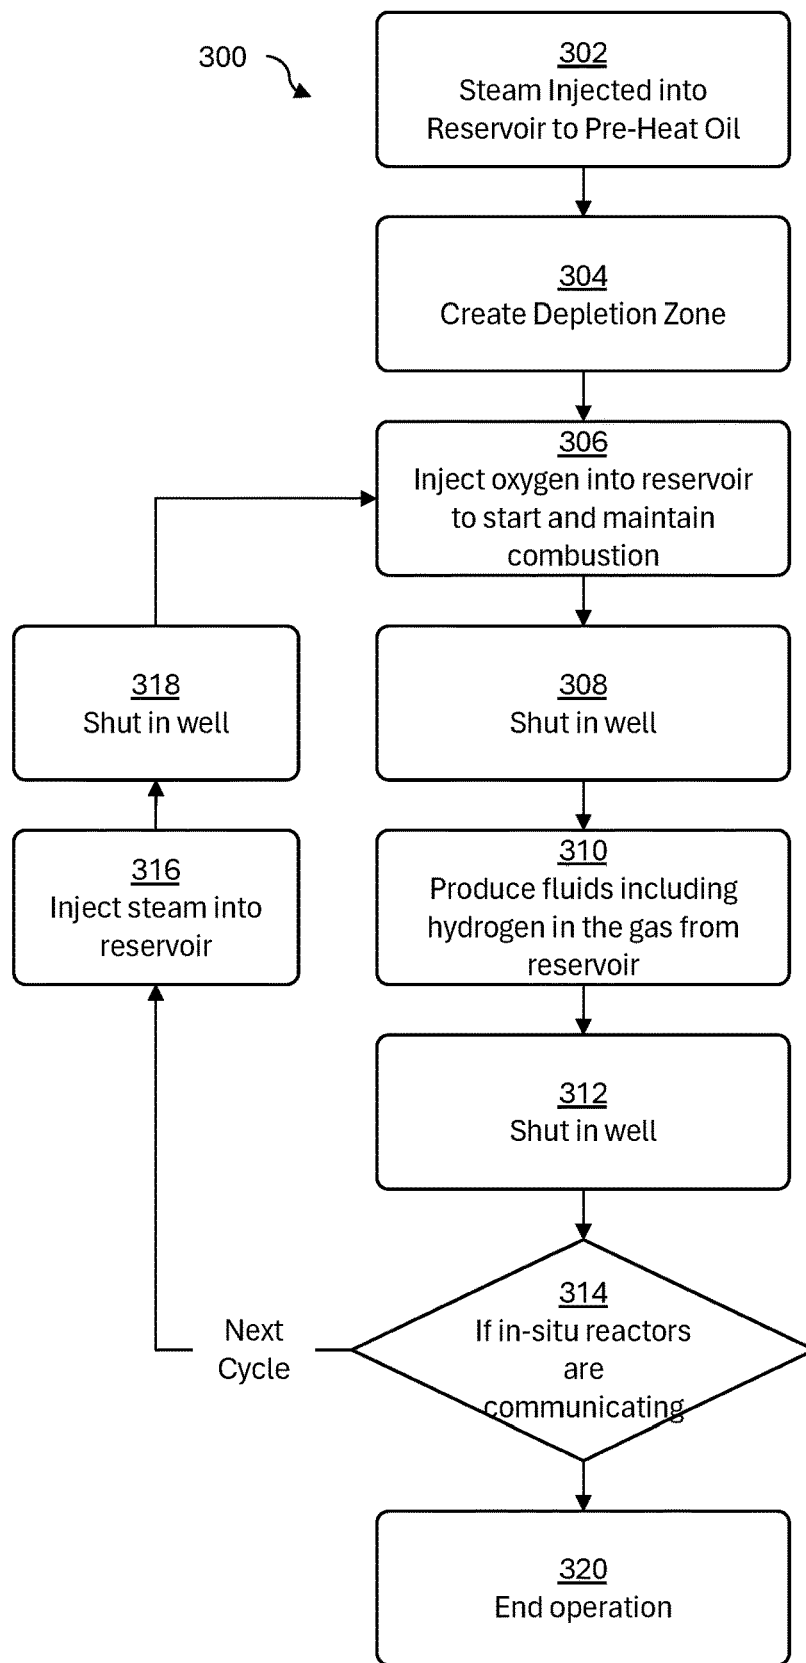 300
302
Steam Injected into
Reservoir to Pre-Heat Oil
304
Create Depletion Zone
306
Inject oxygen into reservoir
to start and maintain
combustion
318
Shut in well
308
Shut in well
316
Inject steam into
reservoir
310
Produce fluids including
hydrogen in the gas from
reservoir
312
Shut in well
314
If in-situ reactors
are
communicating
Next
Cycle
320
End operation